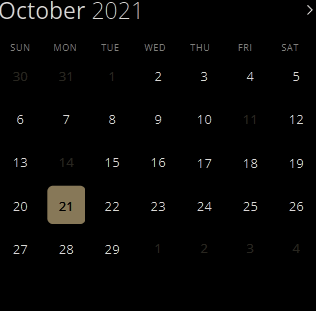 October 2021
SUN MON TUE WED THU FRI SAT
30 31 1 2 3 4 5
6 7 8 9 10 11 12
13 14 15 16 17 18 19
20 21 22 23 24 25 26
27 28 29 1 2 3 4